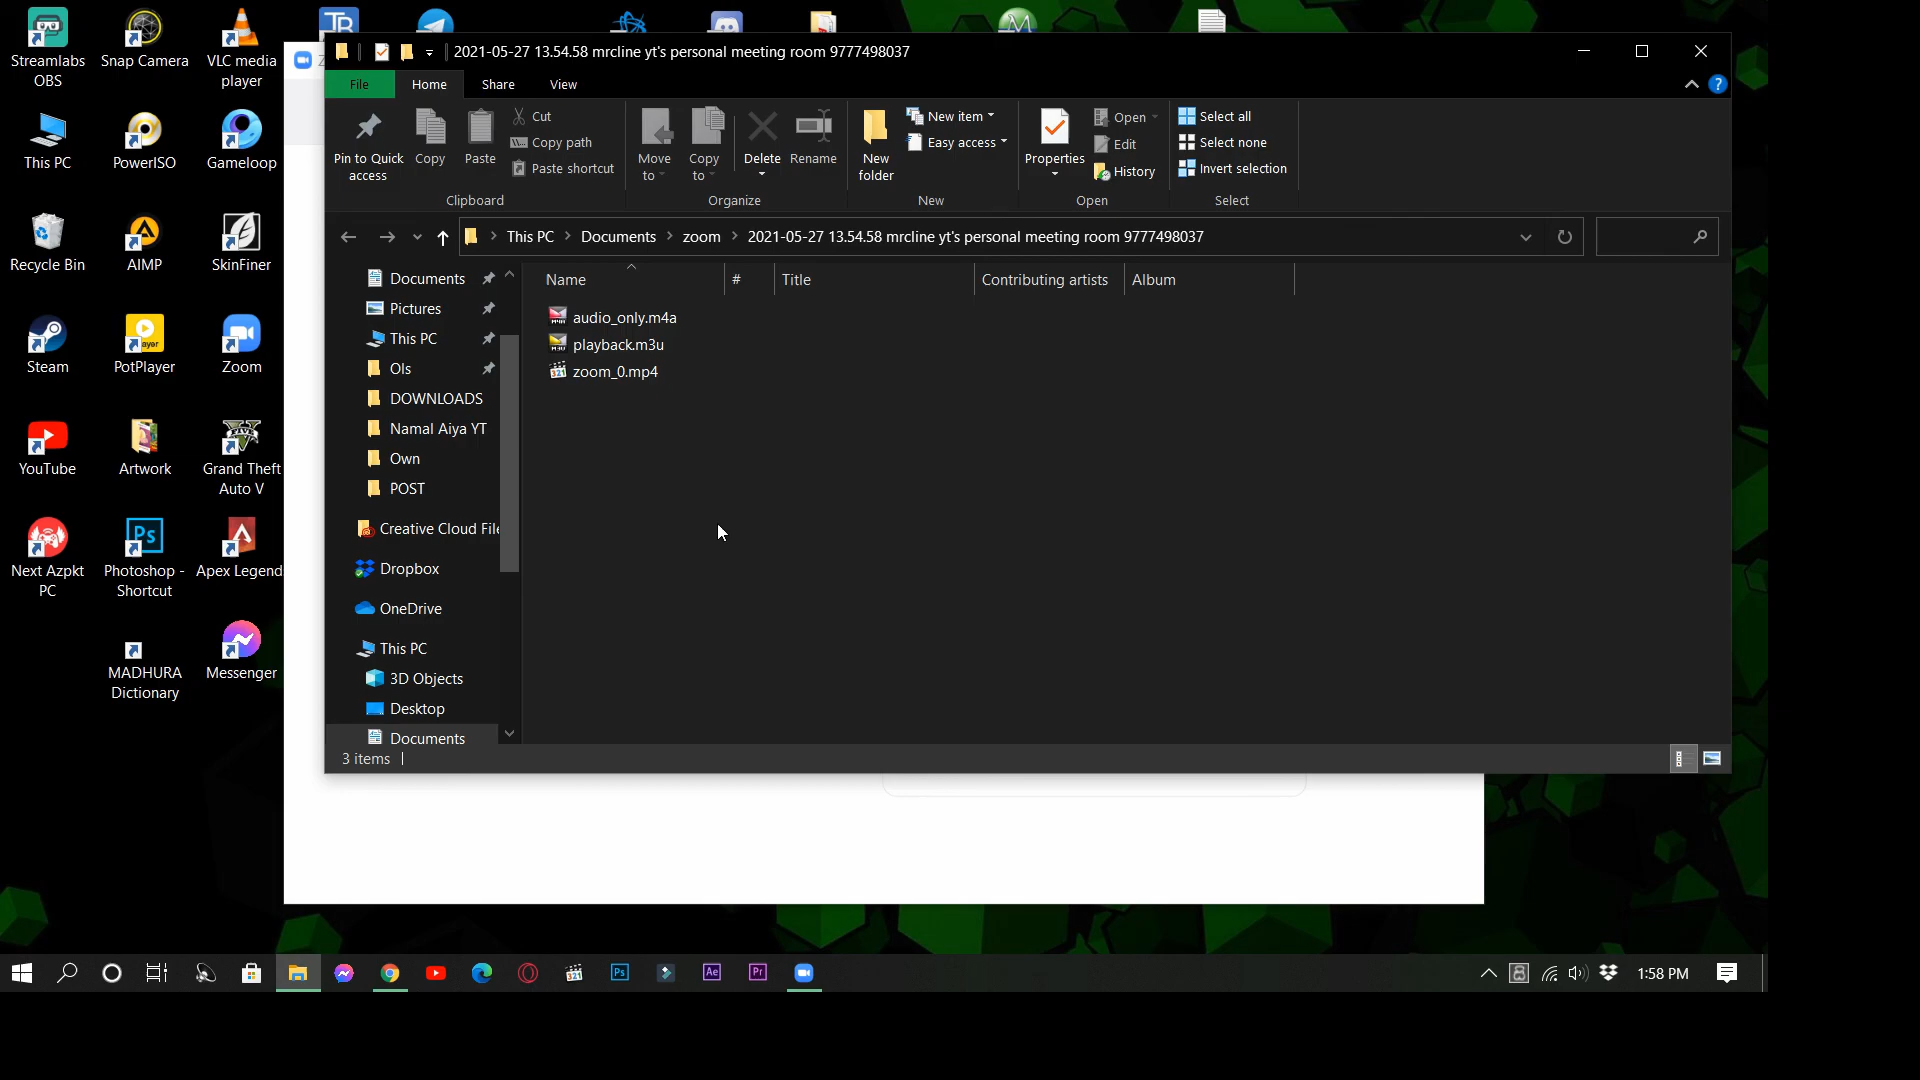 2021-05-27 13.54.58 mrcline yt's personal meeting room 9777498037
File
Home
Share
View
Pin to Quick
access
Copy
Paste
Cut
Copy path
Paste shortcut
Clipboard
Move
to
Copy
to
Delete
Rename
Organize
New
folder
New item
Easy access
New
Properties
Open
Edit
History
Open
Select all
Select none
Invert selection
Select
This PC
Documents
zoom
2021-05-27 13.54.58 mrcline yt's personal meeting room 9777498037
Documents
Pictures
This PC
Ols
DOWNLOADS
Namal Aiya YT
Own
POST
Creative Cloud File
Dropbox
OneDrive
This PC
3D Objects
Desktop
Documents
Name
#
Title
Contributing artists
Album
audio_only.m4a
playback.m3u
zoom_0.mp4
3 items
Streamlabs
OBS
Snap Camera
VLC media
player
This PC
PowerISO
Gameloop
Recycle Bin
AIMP
SkinFiner
Steam
PotPlayer
Zoom
YouTube
Artwork
Grand Theft
Auto V
Next Azpkt
PC
Photoshop -
Shortcut
Apex Legend
MADHURA
Dictionary
Messenger
1:58 PM